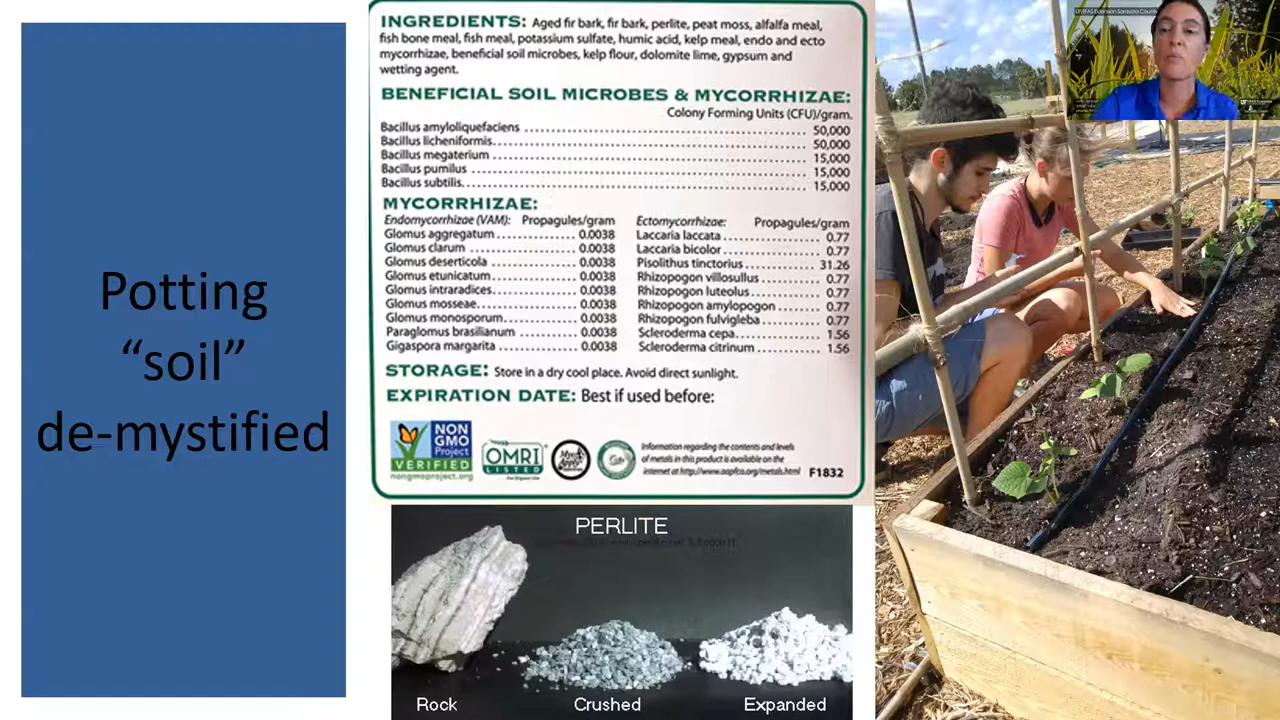 Potting
“soil”
de-mystified
INGREDIENTS: Aged fir bark, fir bark, perlite, peat moss, alfalfa meal,
fish bone meal, fish meal, potassium sulfate, humic acid, kelp meal, endo and ecto
mycorrhizae, beneficial soil microbes, kelp flour, dolomite lime, gypsum and
wetting agent.
BENEFICIAL SOIL MICROBES & MYCORRHIZAE:
Colony Forming Units (CFU)/gram.
Bacillus amyloliquefaciens 50,000
Bacillus licheniformis 50,000
Bacillus megaterium 15,000
Bacillus pumilus 15,000
Bacillus subtilis 15,000
MYCORRHIZAE:
Endomycorrhizae (VAM): Propagules/gram
Glomus aggregatum 0.0038
Glomus clarum 0.0038
Glomus deserticola 0.0038
Glomus etunicatum 0.0038
Glomus intraradices 0.0038
Glomus mosseae 0.0038
Glomus monosporum 0.0038
Paraglomus brasilianum 0.0038
Gigaspora margarita 0.0038
Ectomycorrhizae: Propagules/gram
Laccaria laccata 0.77
Laccaria bicolor 0.77
Pisolithus tinctorius 31.26
Rhizopogon villosullus 0.77
Rhizopogon luteolus 0.77
Rhizopogon amylopogon 0.77
Rhizopogon fulvigleba 0.77
Scleroderma cepa 1.56
Scleroderma citrinum 1.56
STORAGE: Store in a dry cool place. Avoid direct sunlight.
EXPIRATION DATE: Best if used before:
NON
GMO
Project
VERIFIED
nongmoproject.org
OMRI
LISTED
Information regarding the contents and levels
of metals in this product is available on the
internet at http://www.aapfco.org/metals.html
F1832
PERLITE
Rock
Crushed
Expanded
UF/IFAS Extension Sarasota County